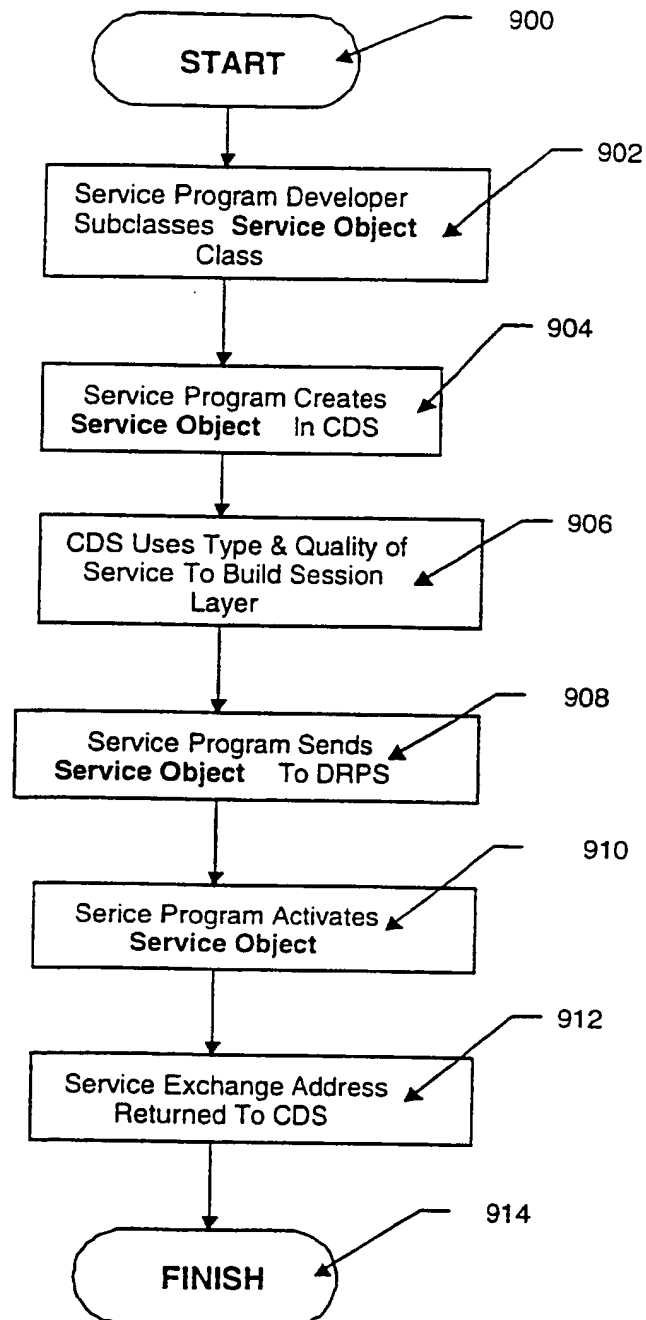 900
START
902
Service Program Developer
Subclasses Service Object
Class
904
Service Program Creates
Service Object In CDS
906
CDS Uses Type & Quality of
Service To Build Session
Layer
908
Service Program Sends
Service Object To DRPS
910
Serice Program Activates
Service Object
912
Service Exchange Address
Returned To CDS
914
FINISH